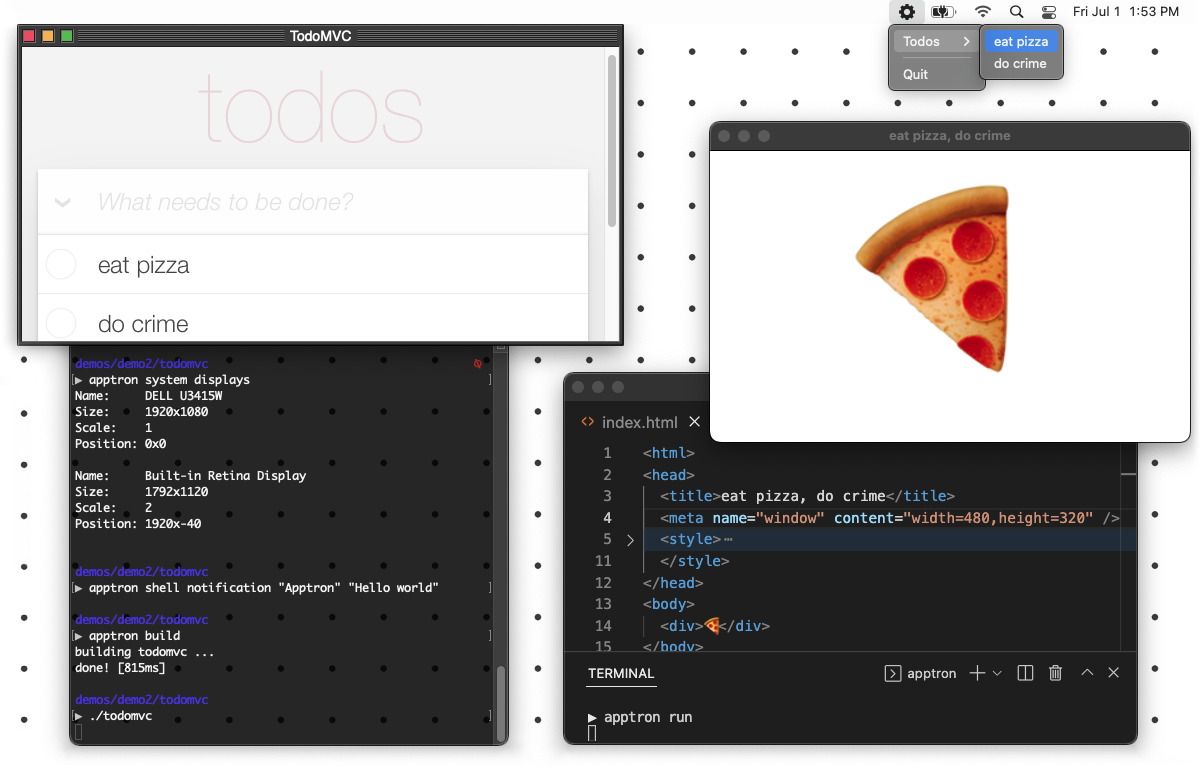 Fri Jul 1 1:53 PM
Todos
Quit
eat pizza
do crime
TodoMVC
todos
What needs to be done?
eat pizza
do crime
eat pizza, do crime
demos/demo2/todomvc
[▶ apptron system displays ]
Name: DELL U3415W
Size: 1920x1080
Scale: 1
Position: 0x0
Name: Built-in Retina Display
Size: 1792x1120
Scale: 2
Position: 1920x-40
demos/demo2/todomvc
[▶ apptron shell notification "Apptron" "Hello world" ]
demos/demo2/todomvc
[▶ apptron build ]
building todomvc ...
done! [815ms]
demos/demo2/todomvc
[▶ ./todomvc ]
<> index.html ×
1 <html>
2 <head>
3 <title>eat pizza, do crime</title>
4 <meta name="window" content="width=480,height=320" />
5 > <style>⋯
11 </style>
12 </head>
13 <body>
14 <div>🍕</div>
15 </body>
TERMINAL
apptron
▶ apptron run